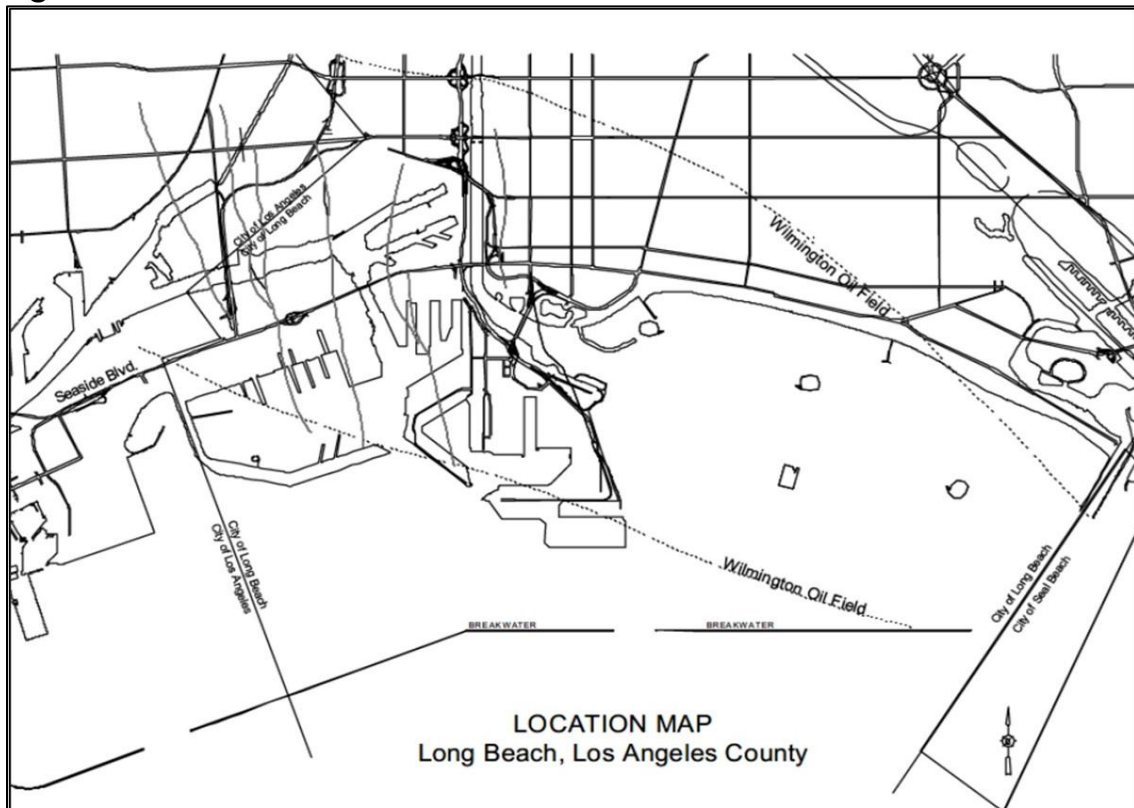 City of Los Angeles
City of Long Beach
Wilmington Oil Field
Seaside Blvd.
City of Long Beach
City of Los Angeles
Wilmington Oil Field
City of Long Beach
City of Seal Beach
BREAKWATER
BREAKWATER
LOCATION MAP
Long Beach, Los Angeles County